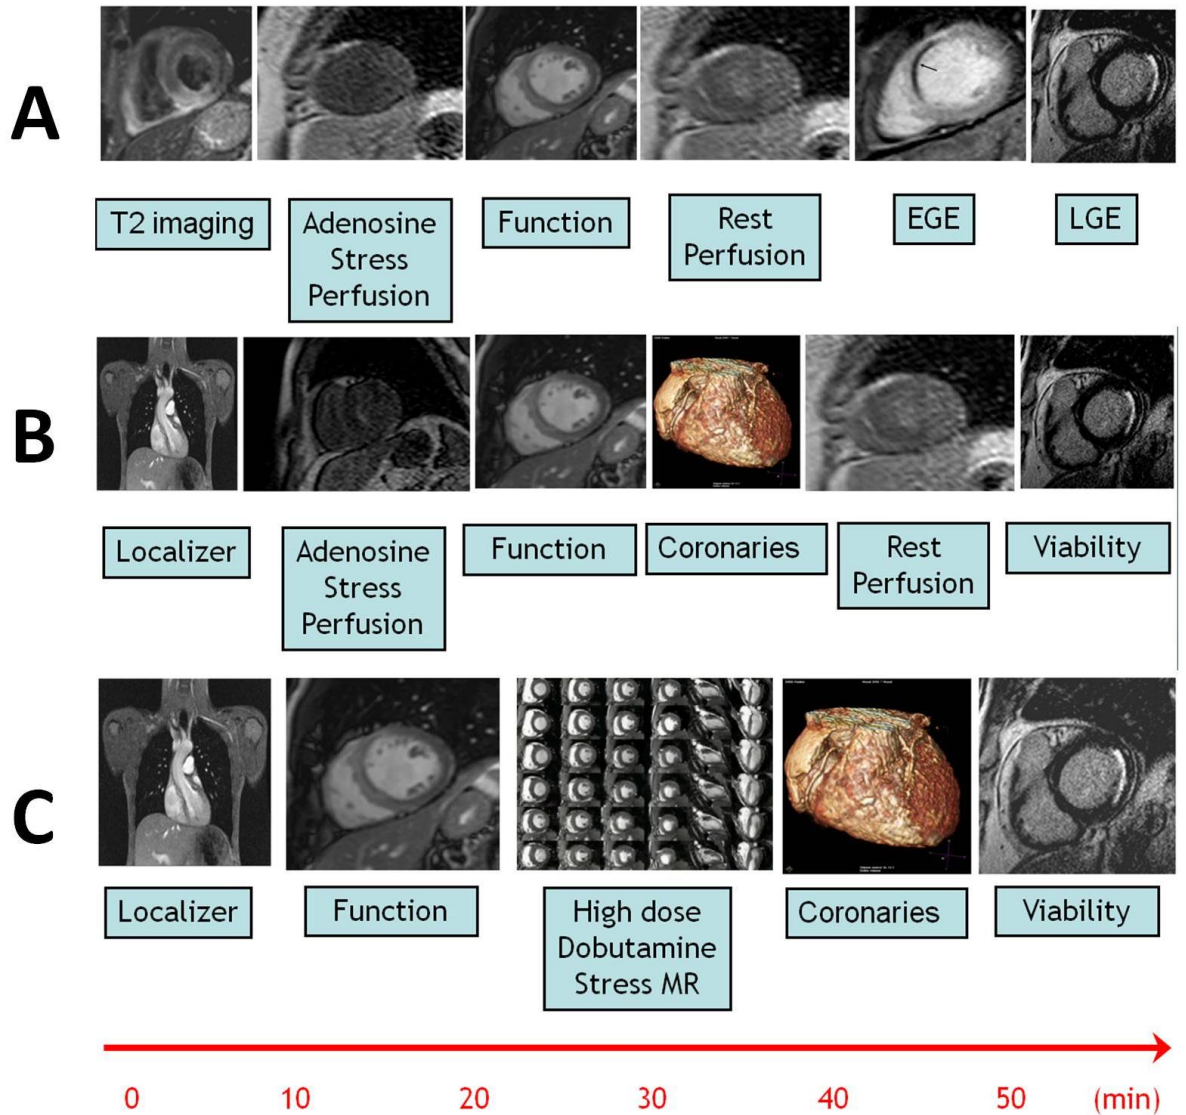 A
T2 imaging
Adenosine
Stress
Perfusion
Function
Rest
Perfusion
EGE
LGE
B
Localizer
Adenosine
Stress
Perfusion
Function
Coronaries
Rest
Perfusion
Viability
C
Localizer
Function
High dose
Dobutamine
Stress MR
Coronaries
Viability
0 10 20 30 40 50 (min)